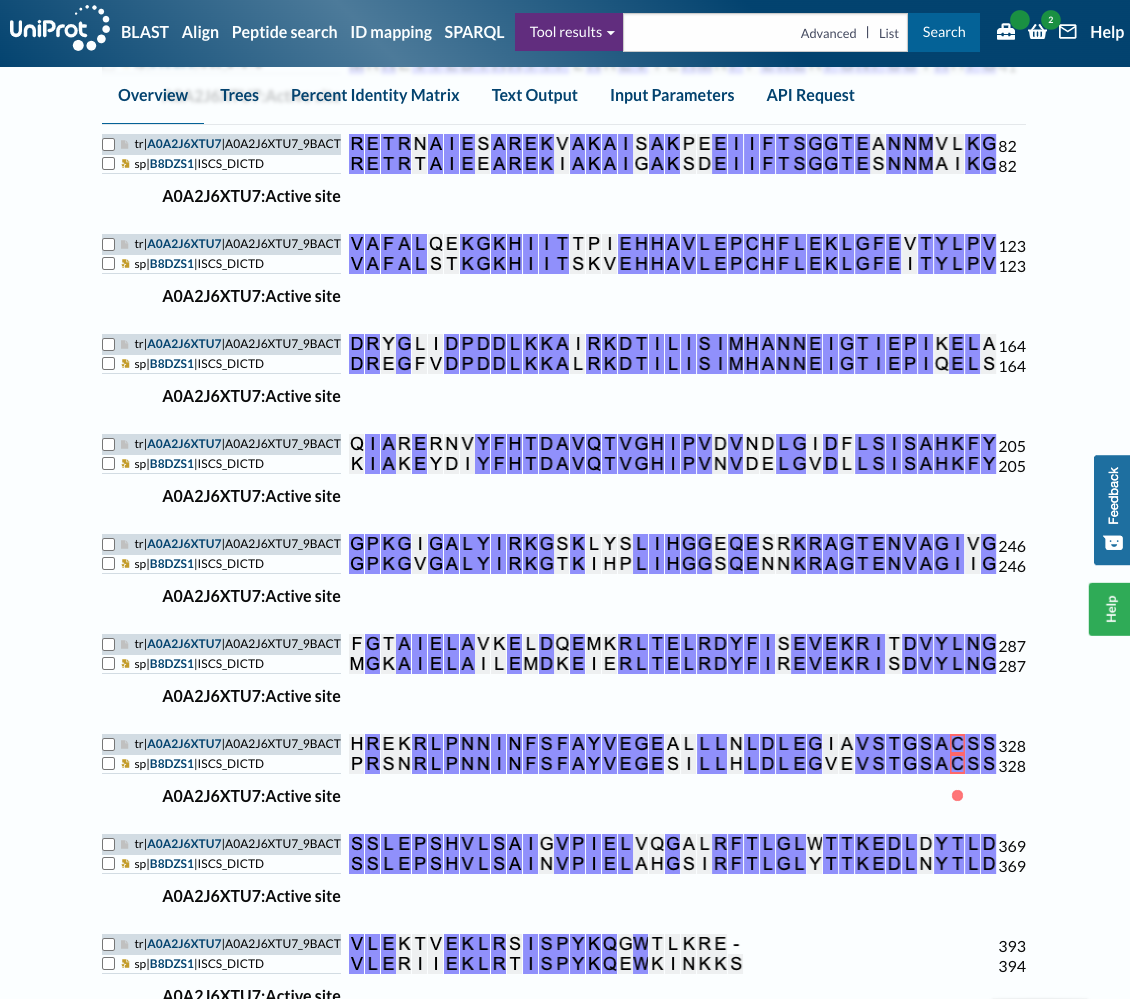 UniProt BLAST Align Peptide search ID mapping SPARQL Tool results Advanced | List Search 2 Help
Overview Trees Percent Identity Matrix Text Output Input Parameters API Request
tr|A0A2J6XTU7|A0A2J6XTU7_9BACT RETRNAIESAREKVAKAISAKPEEIIFTSGGTEANNMVLKG 82
sp|B8DZS1|ISCS_DICTD RETRTAIEEAREKIAKAIGAKSDEIIFTSGGTESNNMAIKG 82
A0A2J6XTU7:Active site
tr|A0A2J6XTU7|A0A2J6XTU7_9BACT VAFALQEKGKHIITTPIEHHAVLEPCHFLEKLGFEVTYLPV 123
sp|B8DZS1|ISCS_DICTD VAFALSTKGKHIITSKVEHHAVLEPCHFLEKLGFEITYLPV 123
A0A2J6XTU7:Active site
tr|A0A2J6XTU7|A0A2J6XTU7_9BACT DRYGLIDPDDLKKAIRKDTILISIMHANNEIGTIEPIKELA 164
sp|B8DZS1|ISCS_DICTD DREGFVDPDDLKKALRKDTILISIMHANNEIGTIEPIQELS 164
A0A2J6XTU7:Active site
tr|A0A2J6XTU7|A0A2J6XTU7_9BACT QIARERNVYFHTDAVQTVGHIPVDVNDLGIDFLSISAHKFY 205
sp|B8DZS1|ISCS_DICTD KIAKEYDIYFHTDAVQTVGHIPVNVDELGVDLLSISAHKFY 205
A0A2J6XTU7:Active site
tr|A0A2J6XTU7|A0A2J6XTU7_9BACT GPKGIGALYIRKGSKLYSLIHGGEQESRKRAGTENVAGIVG 246
sp|B8DZS1|ISCS_DICTD GPKGVGALYIRKGTKIHPLIHGGSQENNKRAGTENVAGIIG 246
A0A2J6XTU7:Active site
tr|A0A2J6XTU7|A0A2J6XTU7_9BACT FGTAIELAVKELDQEMKRLTELRDYFISEVEKRITDVYLNG 287
sp|B8DZS1|ISCS_DICTD MGKAIELAILEMDKEIERLTELRDYFIREVEKRISDVYLNG 287
A0A2J6XTU7:Active site
tr|A0A2J6XTU7|A0A2J6XTU7_9BACT HREKRLPNNINFSFAYVEGEALLLNLDLEGIAVSTGSACSS 328
sp|B8DZS1|ISCS_DICTD PRSNRLPNNINFSFAYVEGESILLHLDLEGVEVSTGSACSS 328
A0A2J6XTU7:Active site
tr|A0A2J6XTU7|A0A2J6XTU7_9BACT SSLEPSHVLSAIGVPIELVQGALRFTLGLWTTKEDLDYTLD 369
sp|B8DZS1|ISCS_DICTD SSLEPSHVLSAINVPIELAHGSIRFTLGLYTTKEDLNYTLD 369
A0A2J6XTU7:Active site
tr|A0A2J6XTU7|A0A2J6XTU7_9BACT VLEKTVEKLRSISPYKQGWTLKRE- 393
sp|B8DZS1|ISCS_DICTD VLERIIEKLRTISPYKQEWKINKKS 394
A0A2J6XTU7:Active site
Feedback
Help